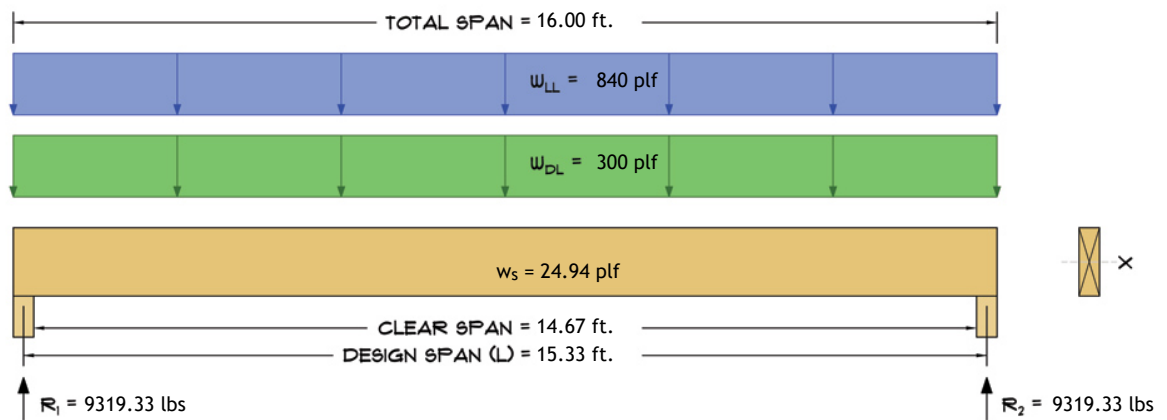 TOTAL SPAN = 16.00 ft.
WLL = 840 plf
WDL = 300 plf
ws = 24.94 plf
X
CLEAR SPAN = 14.67 ft.
DESIGN SPAN (L) = 15.33 ft.
R1 = 9319.33 lbs
R2 = 9319.33 lbs